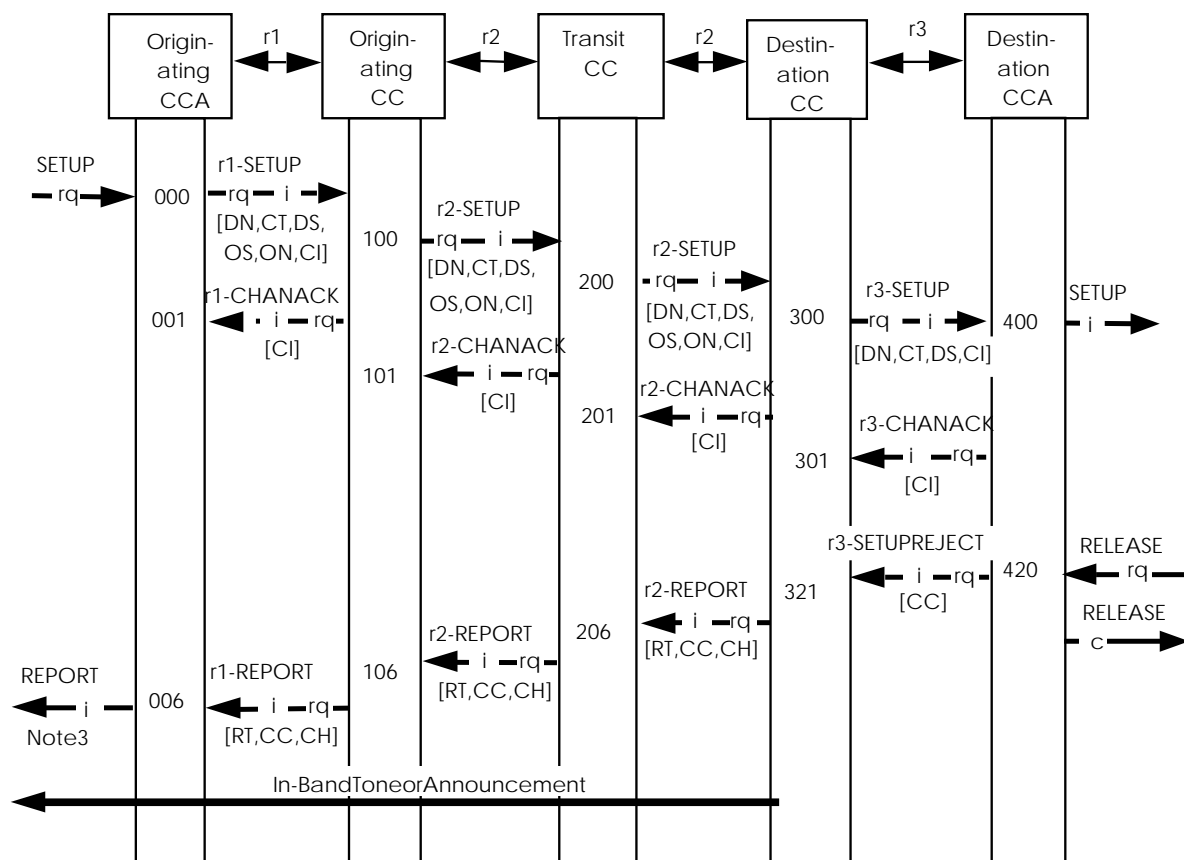 Origin-
ating
CCA
r1
Origin-
ating
CC
r2
Transit
CC
r2
Destin-
ation
CC
r3
Destin-
ation
CCA
SETUP
rq
000
r1-SETUP
rq i
[DN,CT,DS,
OS,ON,CI]
100
r2-SETUP
rq i
[DN,CT,DS,
OS,ON,CI]
200
r2-SETUP
rq i
[DN,CT,DS,
OS,ON,CI]
300
r3-SETUP
rq i
[DN,CT,DS,CI]
400
SETUP
i
001
r1-CHANACK
i rq
[CI]
101
r2-CHANACK
i rq
[CI]
201
r2-CHANACK
i rq
[CI]
301
r3-CHANACK
i rq
[CI]
r3-SETUPREJECT
i rq
[CC]
420
RELEASE
rq
RELEASE
c
321
r2-REPORT
i rq
[RT,CC,CH]
206
r2-REPORT
i rq
[RT,CC,CH]
106
r1-REPORT
i rq
[RT,CC,CH]
006
REPORT
i
Note3
In-BandToneorAnnouncement